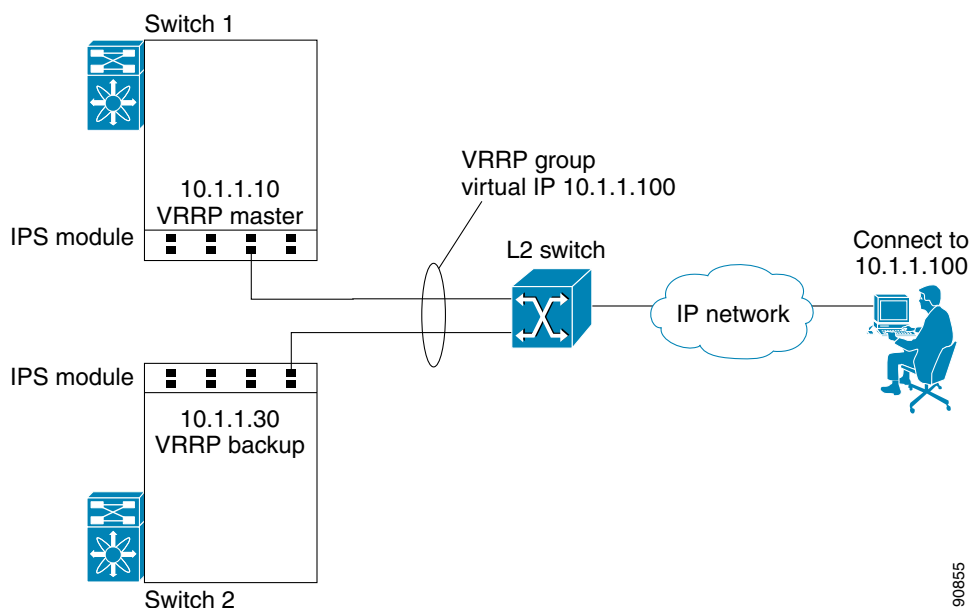 Switch 1
10.1.1.10
VRRP master
IPS module
VRRP group
virtual IP 10.1.1.100
L2 switch
IP network
Connect to
10.1.1.100
IPS module
10.1.1.30
VRRP backup
Switch 2
90855